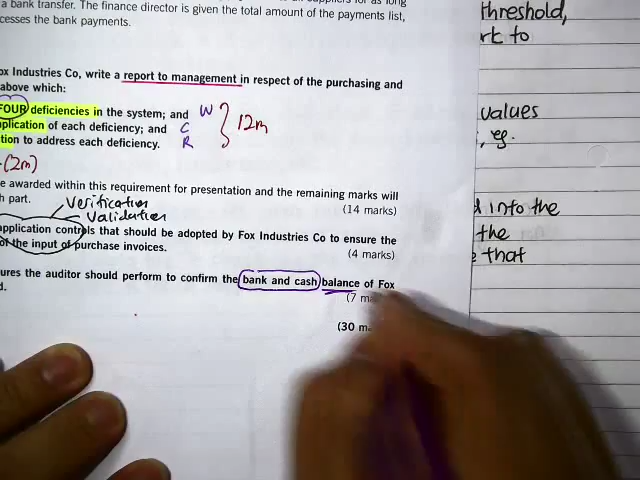 a bank transfer. The finance director is given the total amount of the payments list,
cesses the bank payments.
threshold,
rk to
ox Industries Co, write a report to management in respect of the purchasing and
above which:
FOUR deficiencies in the system; and W
plication of each deficiency; and C } 12m
tion to address each deficiency. R
values
, eg.
(2m)
e awarded within this requirement for presentation and the remaining marks will
h part. (14 marks)
verification
validation
application controls that should be adopted by Fox Industries Co to ensure the
of the input of purchase invoices. (4 marks)
into the
the
that
ures the auditor should perform to confirm the bank and cash balance of Fox
d. (7 m
(30 m